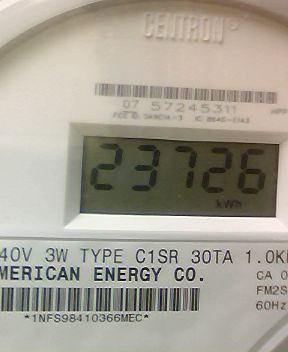 CENTRON®
07 57245311
23726
kWh
40V 3W TYPE C1SR 30TA 1.0K
MERICAN ENERGY CO.
CA 0
FM2S
60Hz
*1NFS98410366MEC*